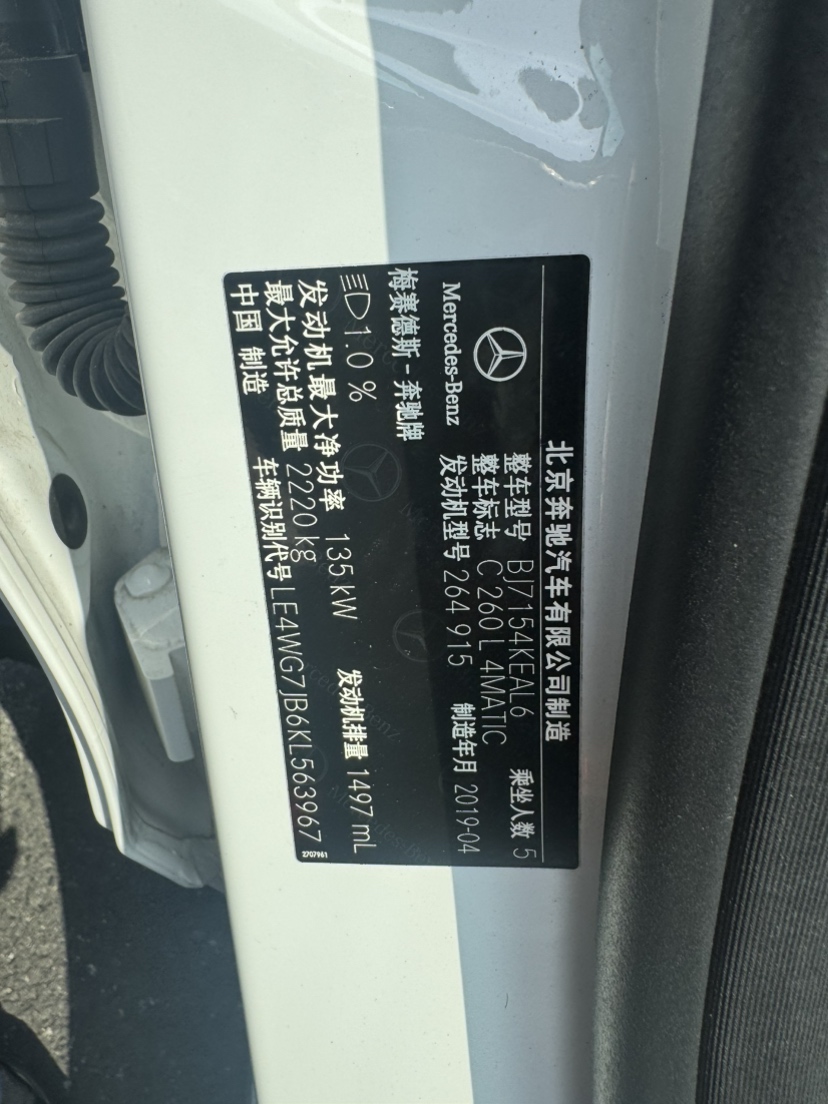 北京奔驰汽车有限公司制造
Mercedes-Benz
梅赛德斯-奔驰牌
整车型号 BJ7154KEAL6 乘坐人数 5
整车标志 C 260 L 4MATIC
发动机型号 264 915 制造年月 2019-04
1.0 %
发动机最大净功率 135 kW 发动机排量 1497 mL
最大允许总质量 2220 kg
中国 制造 车辆识别代号 LE4WG7JB6KL563967
2707961